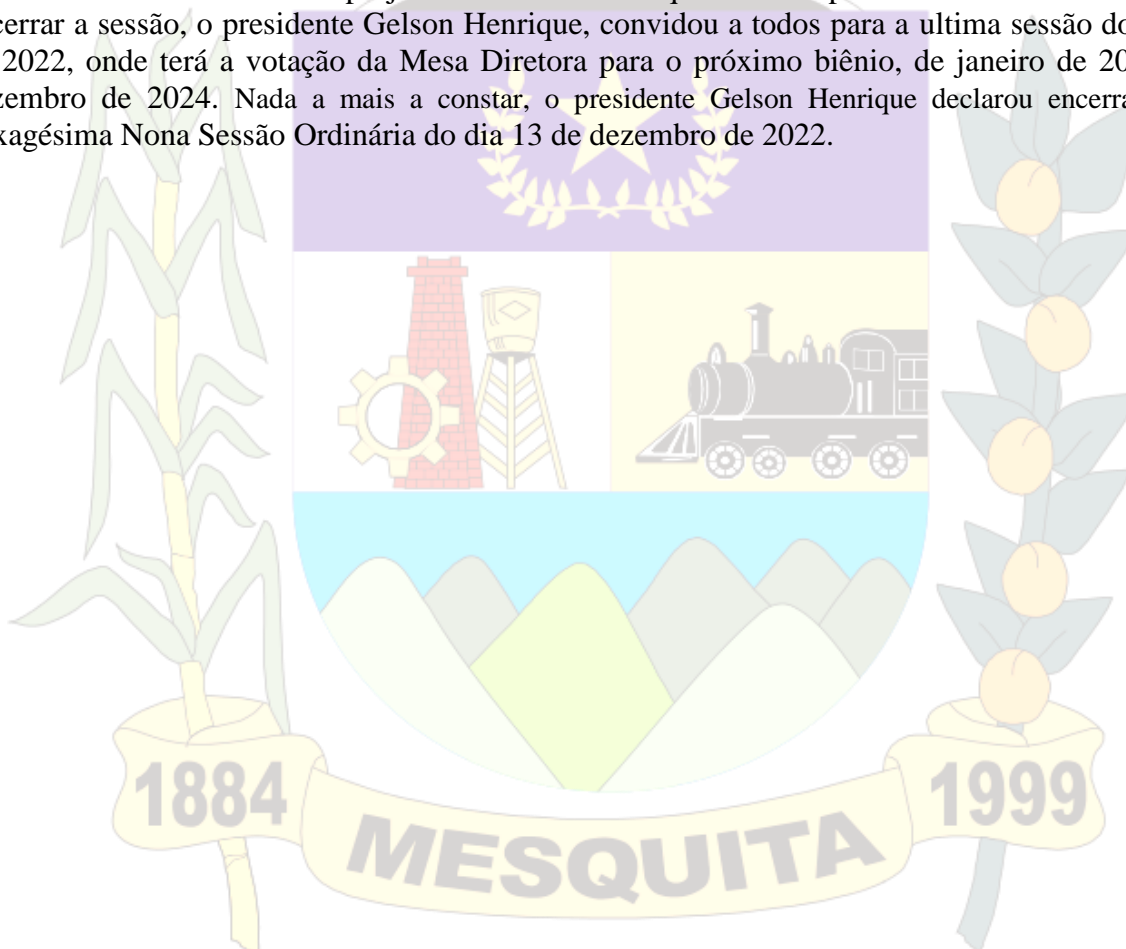 cerrar a sessão, o presidente Gelson Henrique, convidou a todos para a ultima sessão do
2022, onde terá a votação da Mesa Diretora para o próximo biênio, de janeiro de 20
zembro de 2024. Nada a mais a constar, o presidente Gelson Henrique declarou encerra
xagésima Nona Sessão Ordinária do dia 13 de dezembro de 2022.
1884
1999
MESQUITA